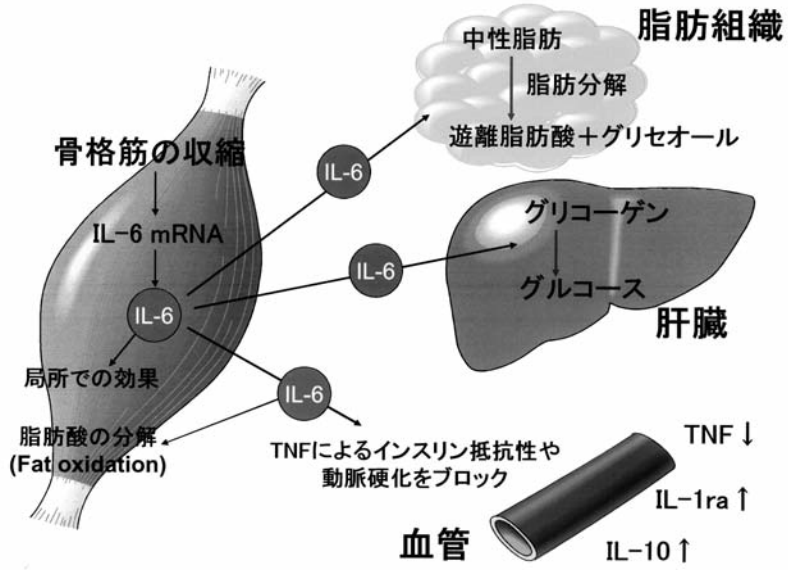 脂肪組織
中性脂肪
脂肪分解
遊離脂肪酸＋グリセオール
骨格筋の収縮
IL-6
IL-6 mRNA
グリコーゲン
IL-6
グルコース
IL-6
肝臓
局所での効果
IL-6
脂肪酸の分解
(Fat oxidation)
TNFによるインスリン抵抗性や
動脈硬化をブロック
TNF ↓
IL-1ra ↑
血管
IL-10 ↑